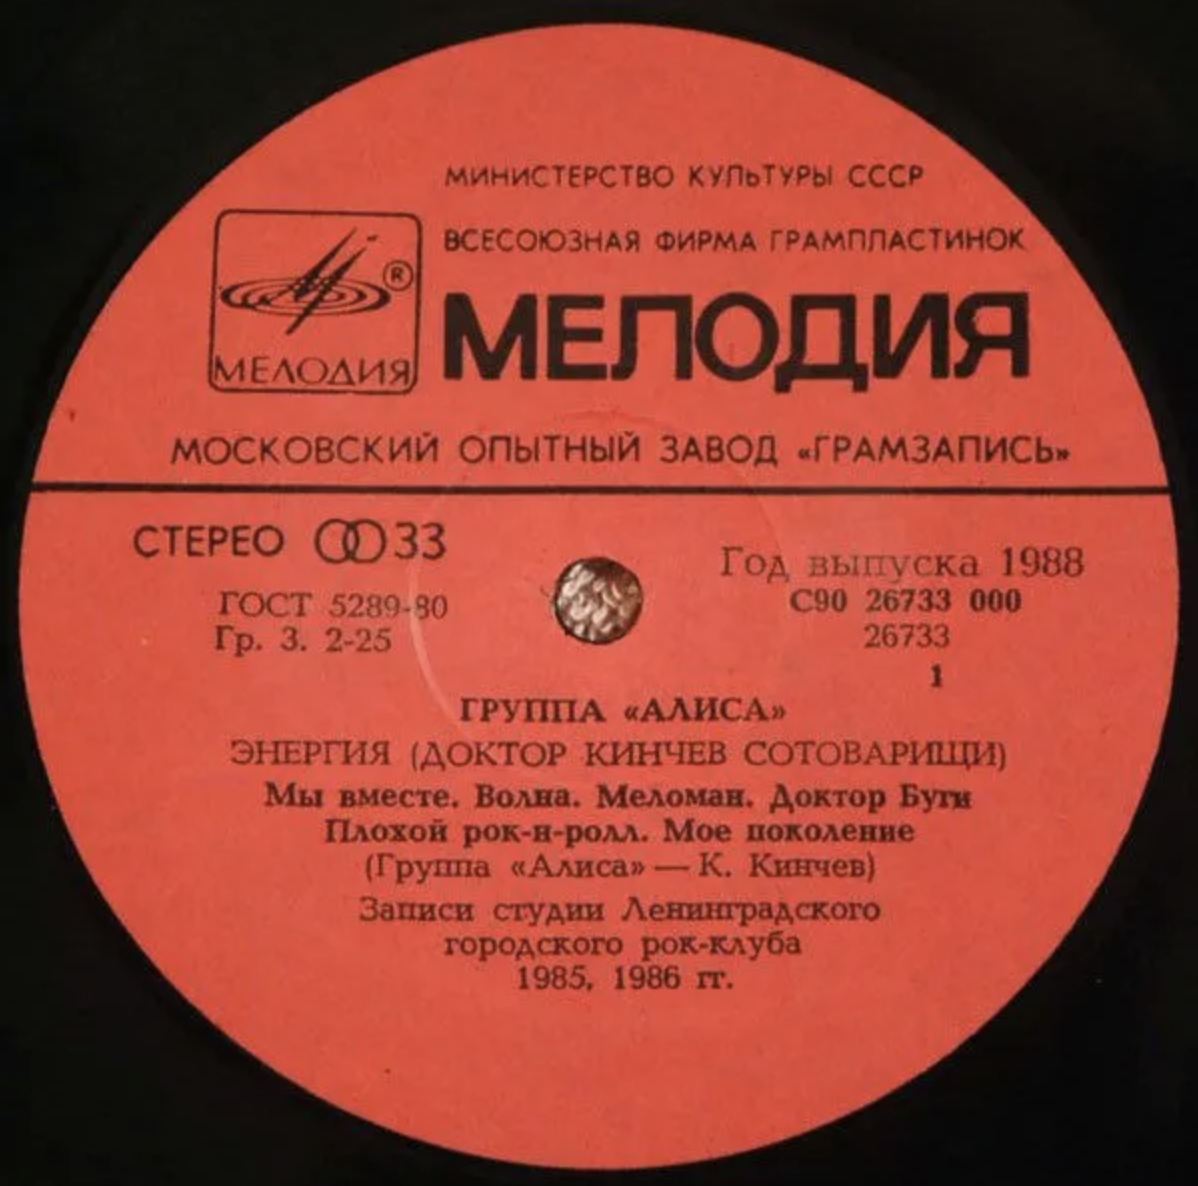 МИНИСТЕРСТВО КУЛЬТУРЫ СССР
ВСЕСОЮЗНАЯ ФИРМА ГРАМПЛАСТИНОК
МЕЛОДИЯ
®
МЕЛОДИЯ
МОСКОВСКИЙ ОПЫТНЫЙ ЗАВОД «ГРАМЗАПИСЬ»
СТЕРЕО 33
Год выпуска 1988
ГОСТ 5289-80
С90 26733 000
Гр. 3. 2-25
26733
1
ГРУППА «АЛИСА»
ЭНЕРГИЯ (ДОКТОР КИНЧЕВ СОТОВАРИЩИ)
Мы вместе. Волна. Меломан. Доктор Буги
Плохой рок-н-ролл. Мое поколение
(Группа «Алиса» — К. Кинчев)
Записи студии Ленинградского
городского рок-клуба
1985, 1986 гг.